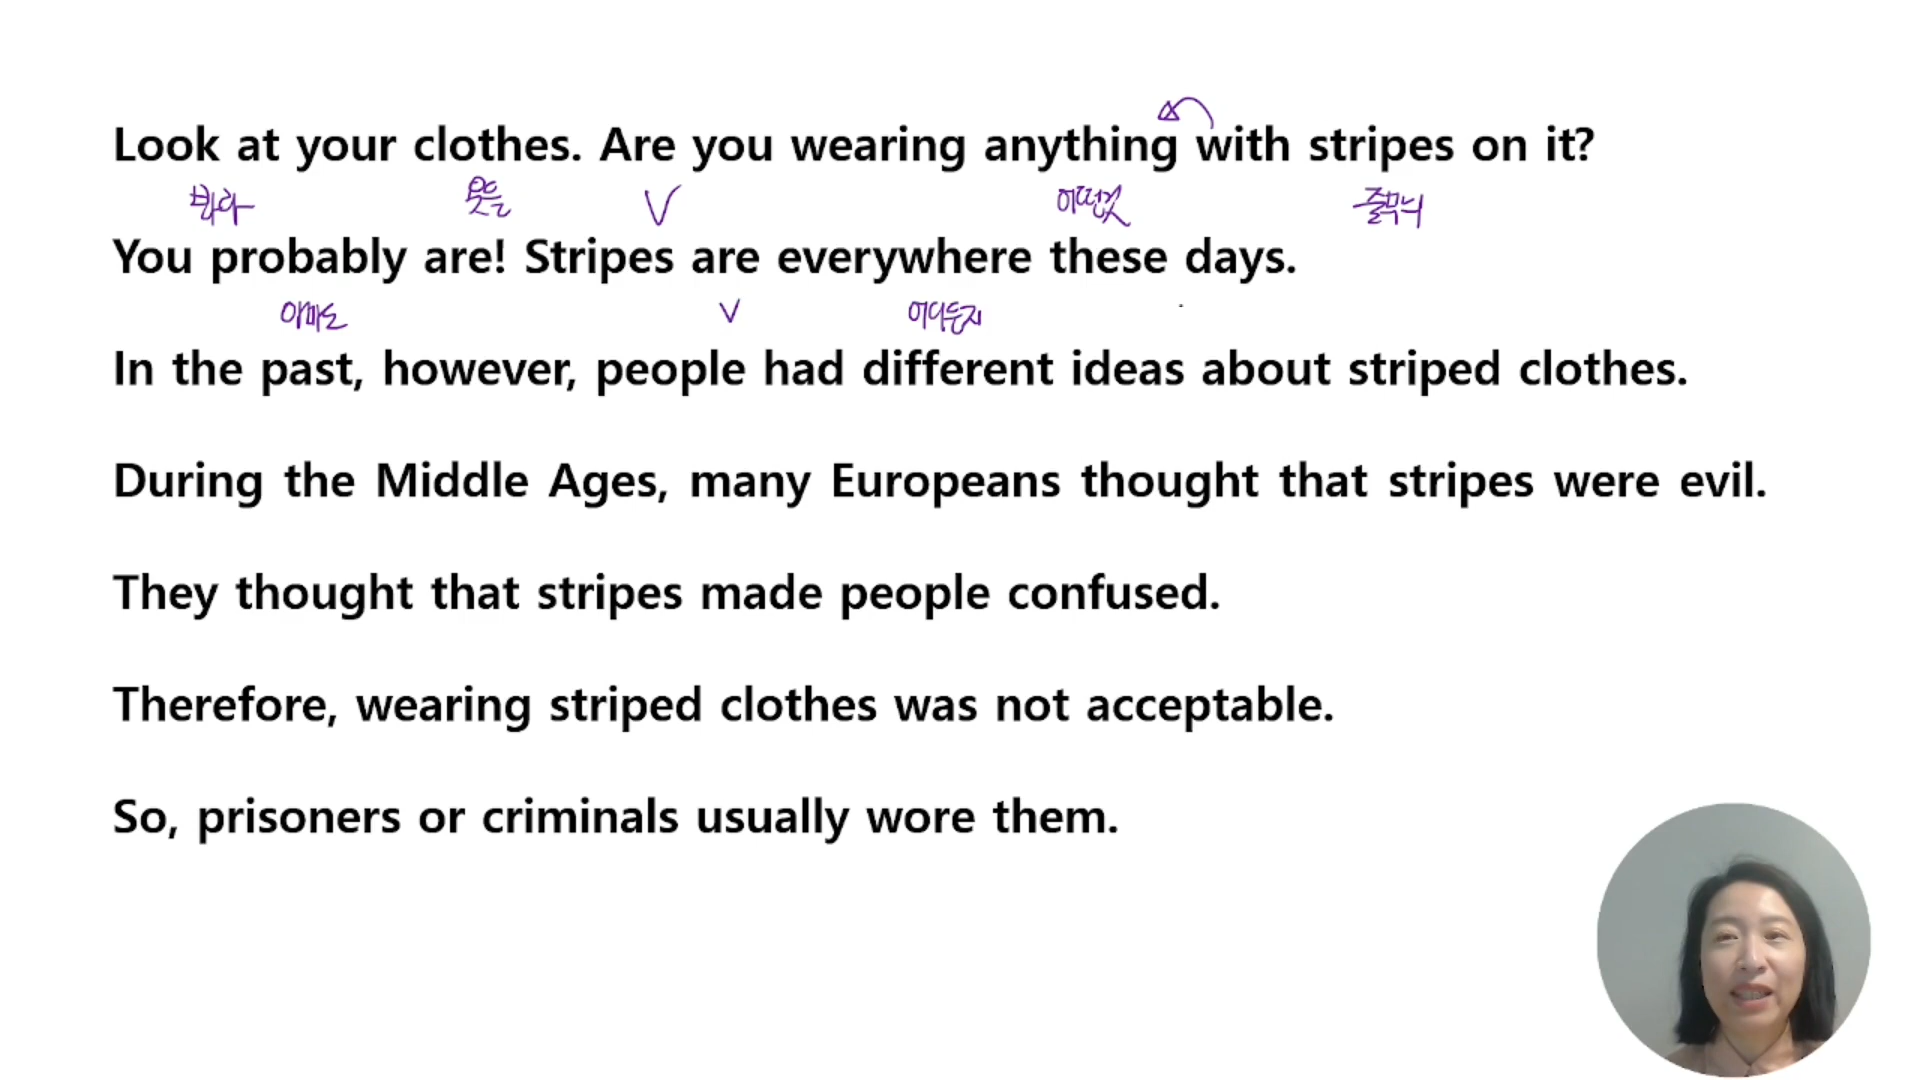 Look at your clothes. Are you wearing anything with stripes on it?
봐라 옷들 V 어떤것 줄무늬
You probably are! Stripes are everywhere these days.
아마도 V 어디든지
In the past, however, people had different ideas about striped clothes.
During the Middle Ages, many Europeans thought that stripes were evil.
They thought that stripes made people confused.
Therefore, wearing striped clothes was not acceptable.
So, prisoners or criminals usually wore them.